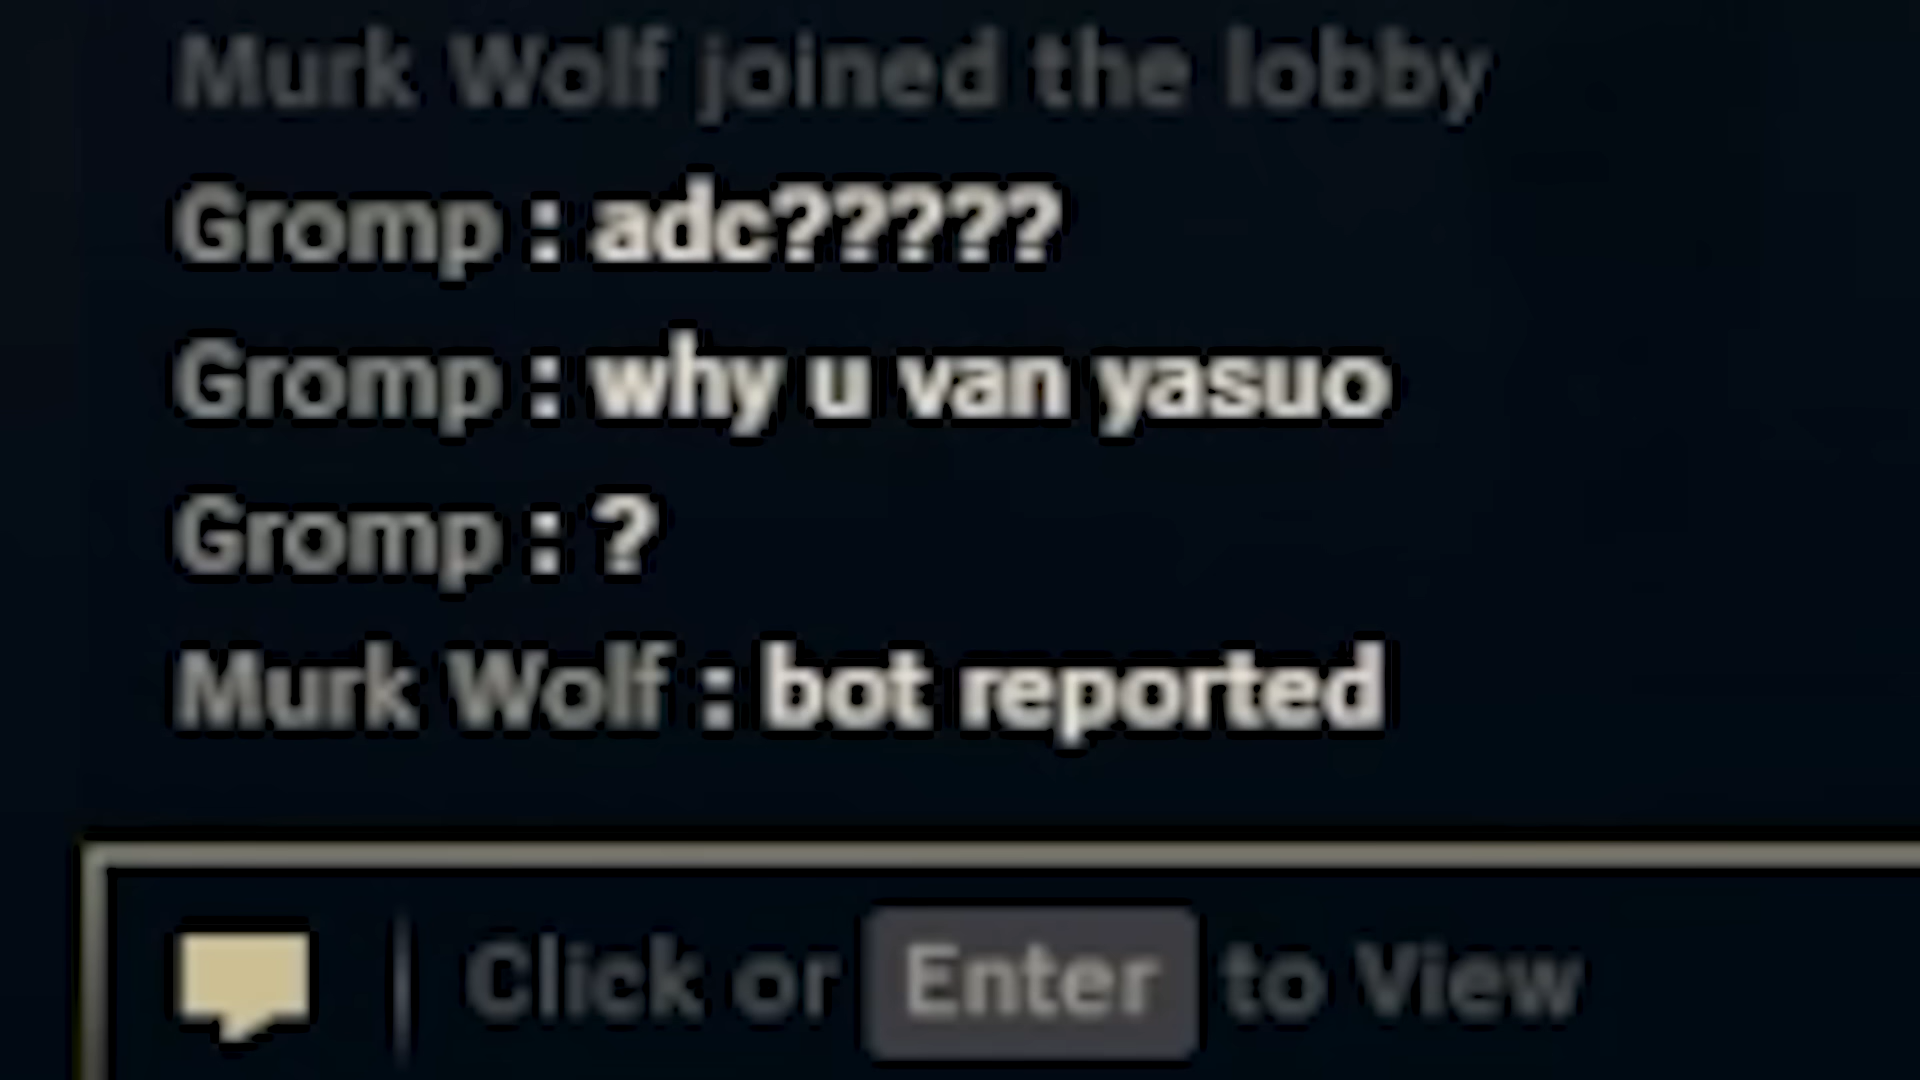 Murk Wolf joined the lobby
Gromp : adc?????
Gromp : why u van yasuo
Gromp : ?
Murk Wolf : bot reported
Click or Enter to View